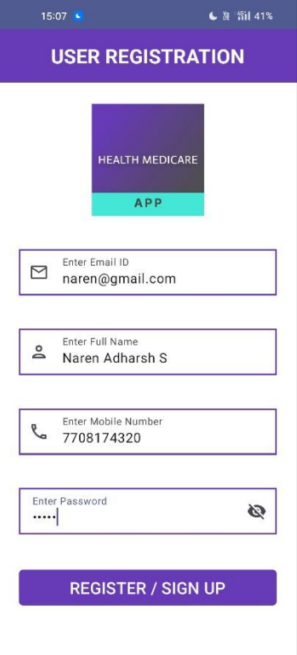 15:07
41%
USER REGISTRATION
HEALTH MEDICARE
APP
Enter Email ID
naren@gmail.com
Enter Full Name
Naren Adharsh S
Enter Mobile Number
7708174320
Enter Password
•••••
REGISTER / SIGN UP